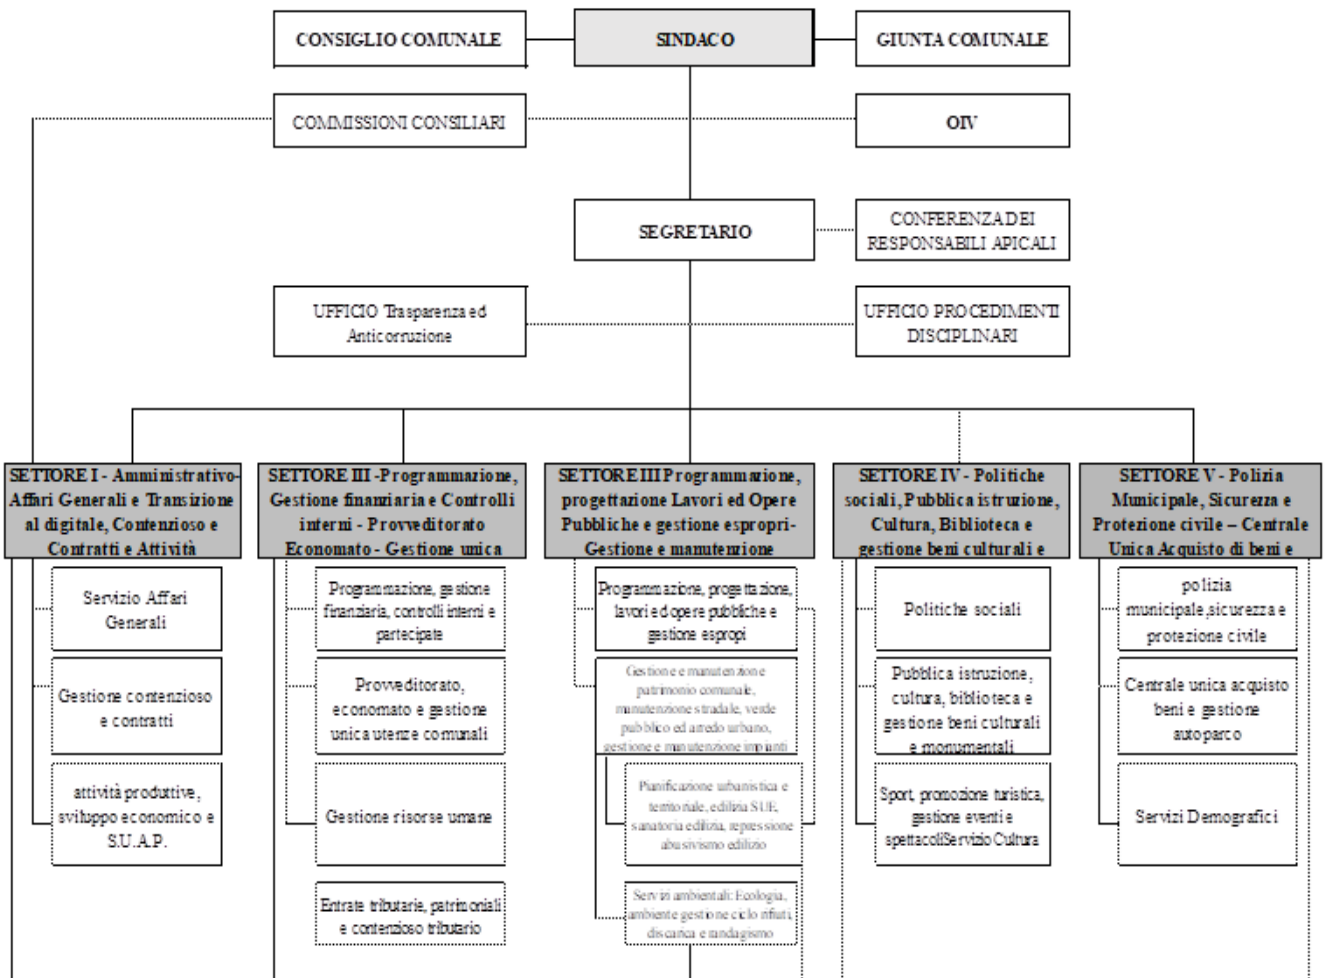 CONSIGLIO COMUNALE
SINDACO
GIUNTA COMUNALE
COMMISSIONI CONSILIARI
OIV
SEGRETARIO
CONFERENZA DEI
RESPONSABILI APICALI
UFFICIO Trasparenza ed
Anticorruzione
UFFICIO PROCEDIMENTI
DISCIPLINARI
SETTORE I - Amministrativo-
Affari Generali e Transizione
al digitale, Contenzioso e
Contratti e Attività
SETTORE III -Programmazione,
Gestione finanziaria e Controlli
interni - Provveditorato
Economato - Gestione unica
SETTORE III Programmazione,
progettazione Lavori ed Opere
Pubbliche e gestione espropri-
Gestione e manutenzione
SETTORE IV - Politiche
sociali, Pubblica istruzione,
Cultura, Biblioteca e
gestione beni culturali e
SETTORE V - Polizia
Municipale, Sicurezza e
Protezione civile – Centrale
Unica Acquisto di beni e
Servizio Affari
Generali
Gestione contenzioso
e contratti
attività produttive,
sviluppo economico e
S.U.A.P.
Programmazione, gestione
finanziaria, controlli interni e
partecipate
Provveditorato,
economato e gestione
unica utenze comunali
Gestione risorse umane
Entrate tributarie, patrimoniali
e contenzioso tributario
Programmazione, progettazione,
lavori ed opere pubbliche e
gestione espropi
Gestione e manutenzione
patrimonio comunale,
manutenzione stradale, verde
pubblico ed arredo urbano,
gestione e manutenzione impianti
Pianificazione urbanistica e
territoriale, edilizia SUE,
sanatoria edilizia, repressione
abusivismo edilizio
Servizi ambientali: Ecologia,
ambiente gestione ciclo rifiuti,
discarica e randagismo
Politiche sociali
Pubblica istruzione,
cultura, biblioteca e
gestione beni culturali
e monumentali
Sport, promozione turistica,
gestione eventi e
spettacoliServizio Cultura
polizia
municipale,sicurezza e
protezione civile
Centrale unica acquisto
beni e gestione
autoparco
Servizi Demografici